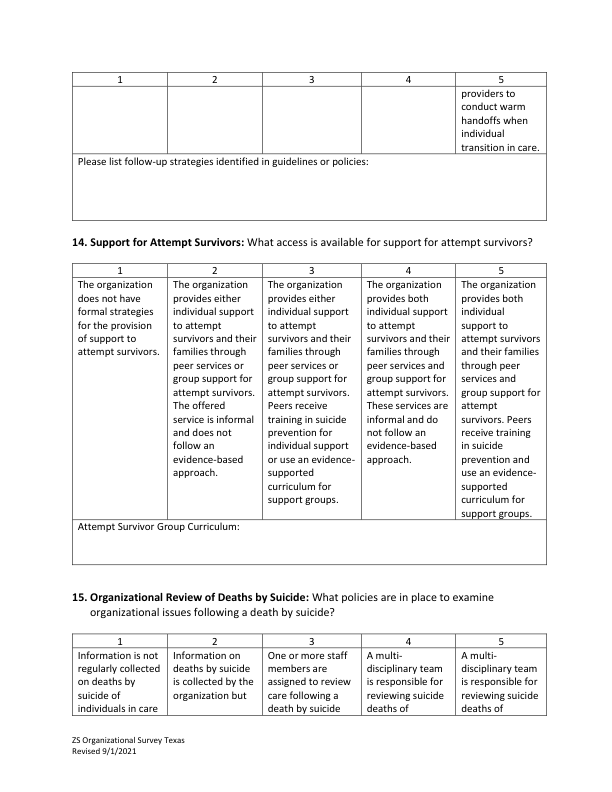 1 2 3 4 5
providers to
conduct warm
handoffs when
individual
transition in care.
Please list follow-up strategies identified in guidelines or policies:
14. Support for Attempt Survivors: What access is available for support for attempt survivors?
1 2 3 4 5
The organization
does not have
formal strategies
for the provision
of support to
attempt survivors.
The organization
provides either
individual support
to attempt
survivors and their
families through
peer services or
group support for
attempt survivors.
The offered
service is informal
and does not
follow an
evidence-based
approach.
The organization
provides either
individual support
to attempt
survivors and their
families through
peer services or
group support for
attempt survivors.
Peers receive
training in suicide
prevention for
individual support
or use an evidence-
supported
curriculum for
support groups.
The organization
provides both
individual support
to attempt
survivors and their
families through
peer services and
group support for
attempt survivors.
These services are
informal and do
not follow an
evidence-based
approach.
The organization
provides both
individual
support to
attempt survivors
and their families
through peer
services and
group support for
attempt
survivors. Peers
receive training
in suicide
prevention and
use an evidence-
supported
curriculum for
support groups.
Attempt Survivor Group Curriculum:
15. Organizational Review of Deaths by Suicide: What policies are in place to examine
organizational issues following a death by suicide?
1 2 3 4 5
Information is not
regularly collected
on deaths by
suicide of
individuals in care
Information on
deaths by suicide
is collected by the
organization but
One or more staff
members are
assigned to review
care following a
death by suicide
A multi-
disciplinary team
is responsible for
reviewing suicide
deaths of
A multi-
disciplinary team
is responsible for
reviewing suicide
deaths of
ZS Organizational Survey Texas
Revised 9/1/2021